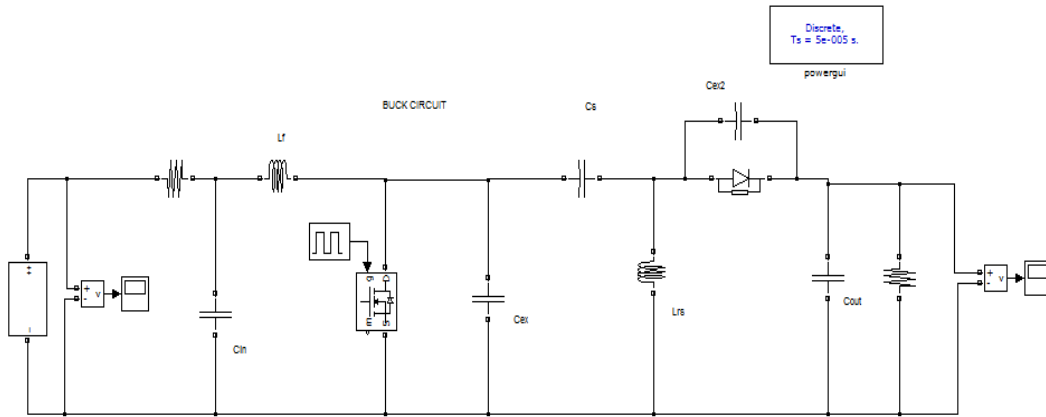 Discrete,
Ts = 5e-005 s.
powergui
Cex2
BUCK CIRCUIT
Cs
Lf
g
D
E
S
+
-
v
+
-
v
Cin
Cex
Lrs
Cout